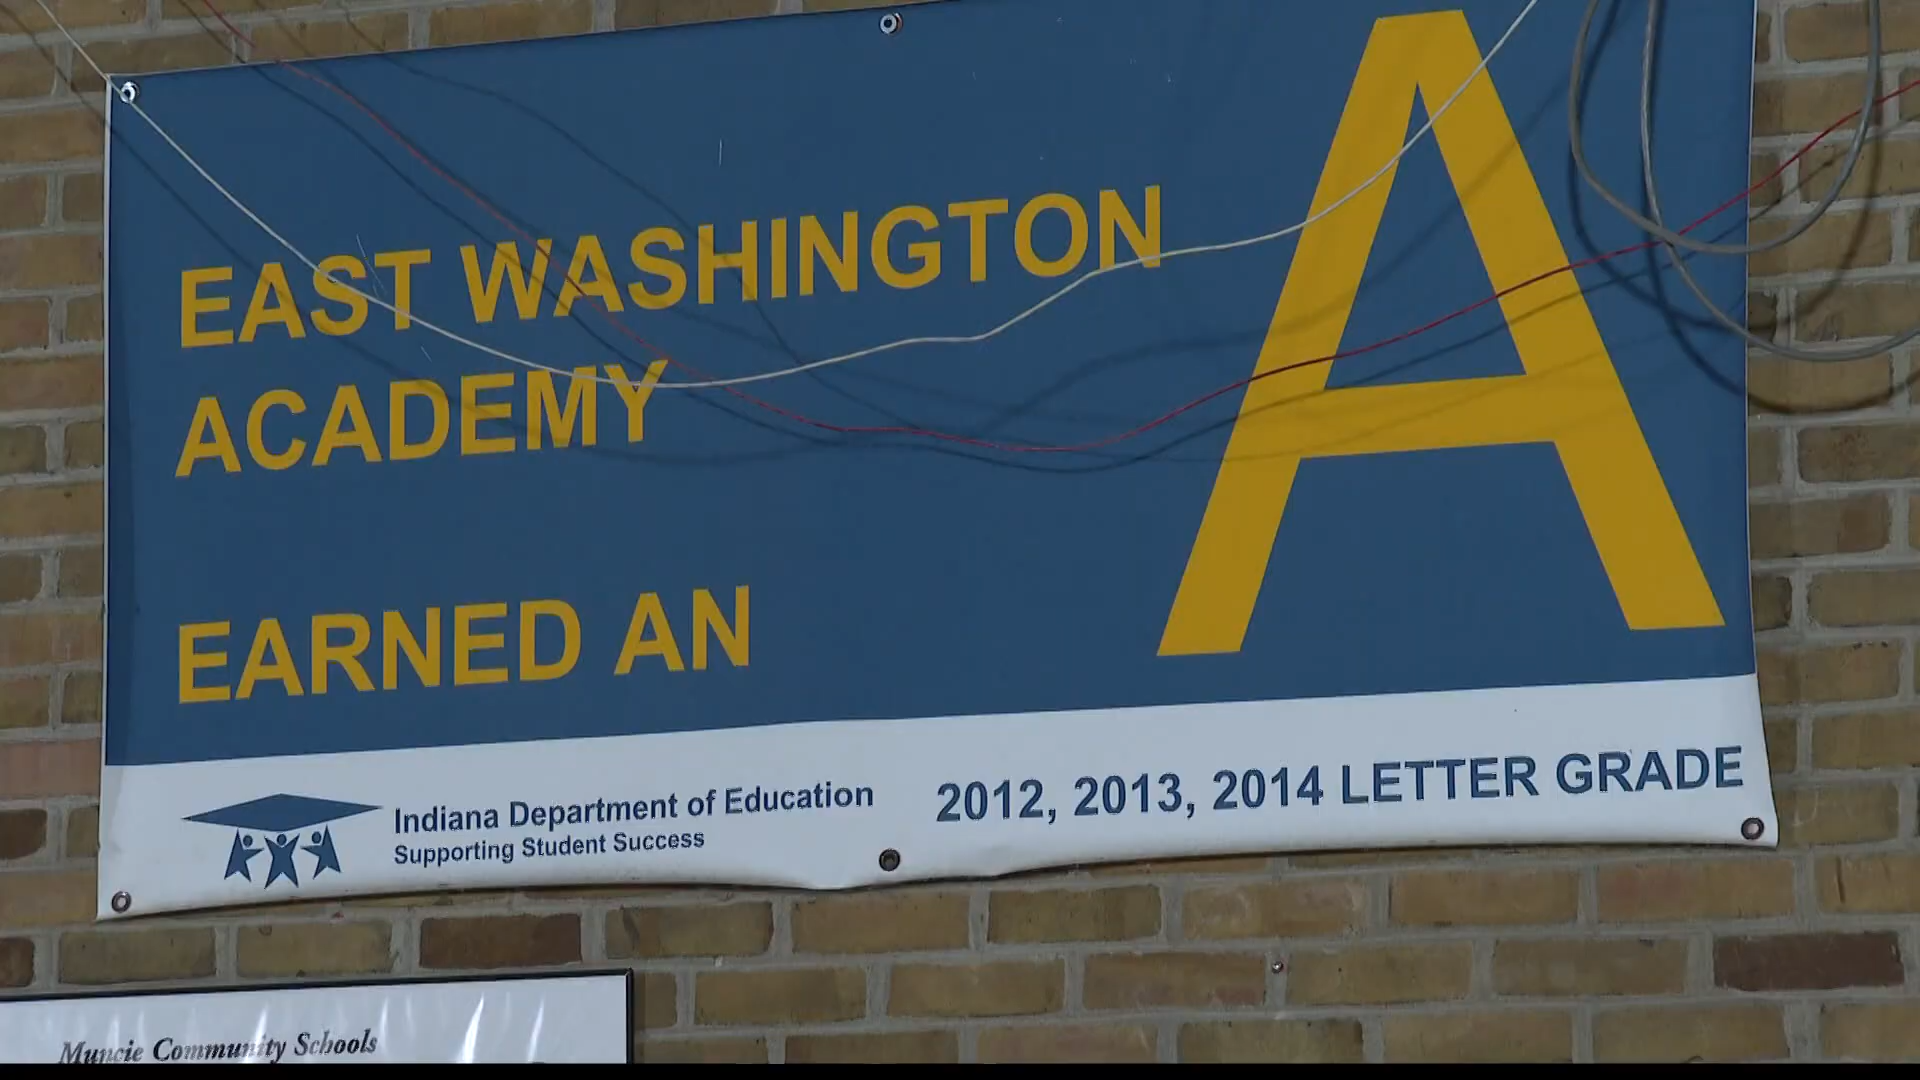 EAST WASHINGTON
ACADEMY
EARNED AN
A
Indiana Department of Education
Supporting Student Success
2012, 2013, 2014 LETTER GRADE
Muncie Community Schools